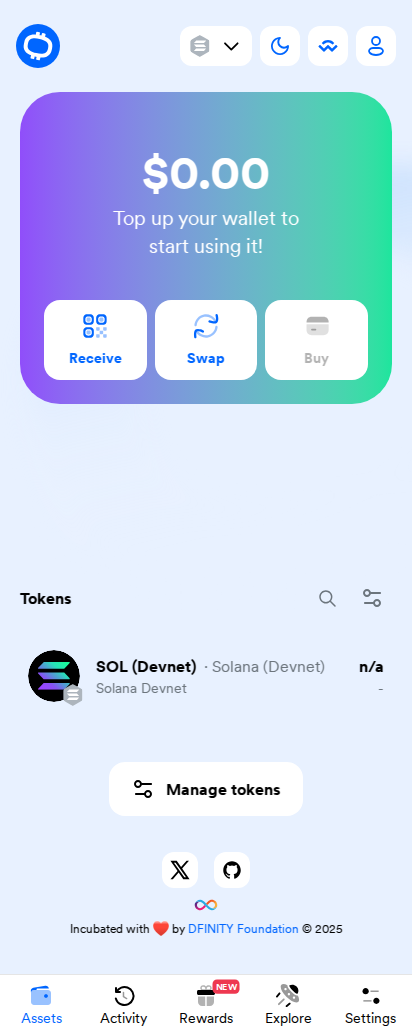 $0.00
Top up your wallet to
start using it!
Receive
Swap
Buy
Tokens
SOL (Devnet) · Solana (Devnet)
n/a
Solana Devnet
-
Manage tokens
Incubated with ❤️ by DFINITY Foundation © 2025
NEW
Assets
Activity
Rewards
Explore
Settings